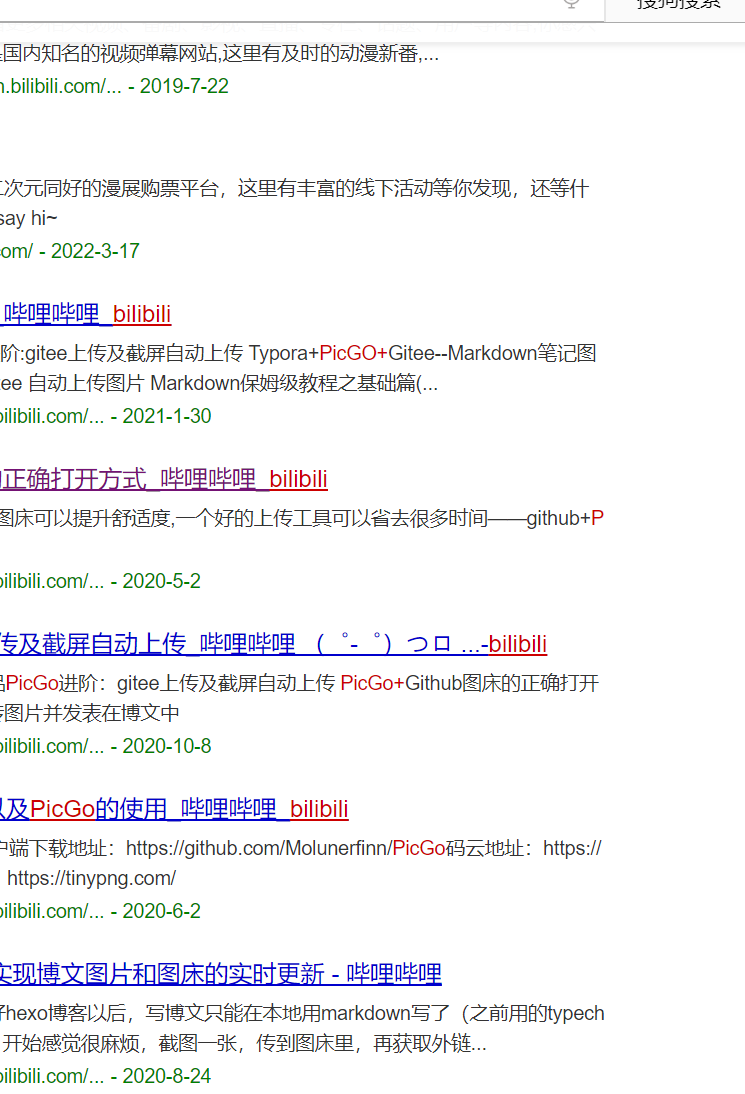 搜狗搜索
国内知名的视频弹幕网站,这里有及时的动漫新番,...
.bilibili.com/... - 2019-7-22
次元同好的漫展购票平台，这里有丰富的线下活动等你发现，还等什
say hi~
com/ - 2022-3-17
_哔哩哔哩_bilibili
阶:gitee上传及截屏自动上传 Typora+PicGO+Gitee--Markdown笔记图
ee 自动上传图片 Markdown保姆级教程之基础篇(...
bilibili.com/... - 2021-1-30
正确打开方式_哔哩哔哩_bilibili
图床可以提升舒适度,一个好的上传工具可以省去很多时间——github+P
bilibili.com/... - 2020-5-2
传及截屏自动上传_哔哩哔哩 （゜-゜）つロ ...-bilibili
PicGo进阶：gitee上传及截屏自动上传 PicGo+Github图床的正确打开
图片并发表在博文中
bilibili.com/... - 2020-10-8
以及PicGo的使用_哔哩哔哩_bilibili
户端下载地址：https://github.com/Molunerfinn/PicGo码云地址：https://
https://tinypng.com/
bilibili.com/... - 2020-6-2
实现博文图片和图床的实时更新 - 哔哩哔哩
hexo博客以后，写博文只能在本地用markdown写了（之前用的typech
开始感觉很麻烦，截图一张，传到图床里，再获取外链...
bilibili.com/... - 2020-8-24